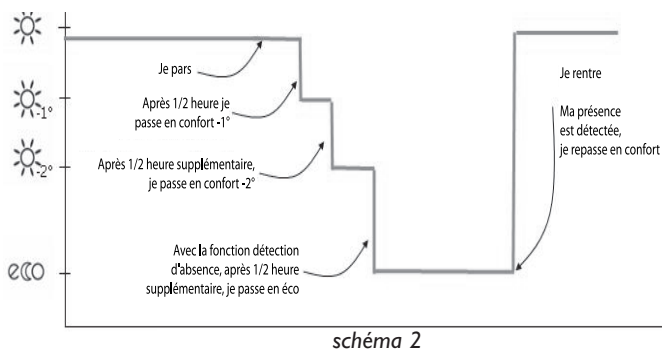 Je pars
Je rentre
Après 1/2 heure je
passe en confort -1°
-1°
Ma présence
est détectée,
je repasse en confort
Après 1/2 heure supplémentaire,
je passe en confort -2°
-2°
Avec la fonction détection
d'absence, après 1/2 heure
supplémentaire, je passe en éco
eco
schéma 2